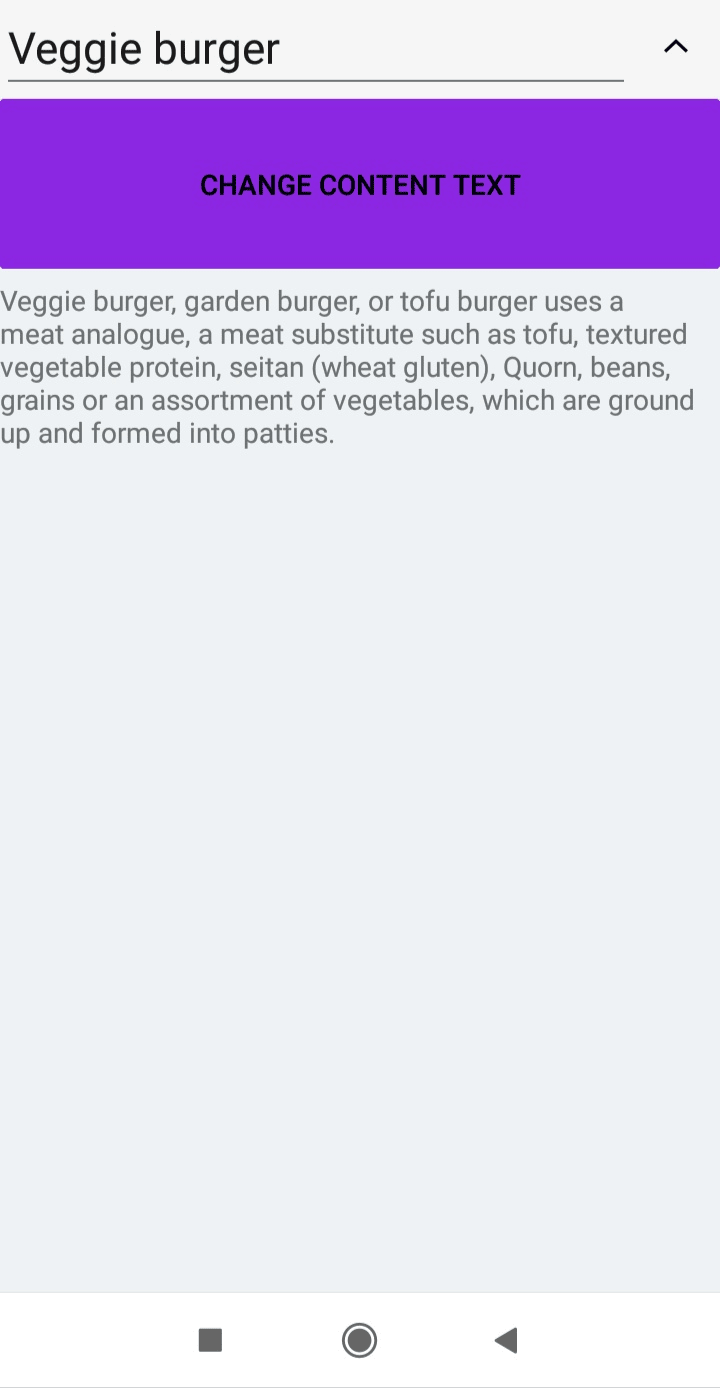 Veggie burger
CHANGE CONTENT TEXT
Veggie burger, garden burger, or tofu burger uses a
meat analogue, a meat substitute such as tofu, textured
vegetable protein, seitan (wheat gluten), Quorn, beans,
grains or an assortment of vegetables, which are ground
up and formed into patties.